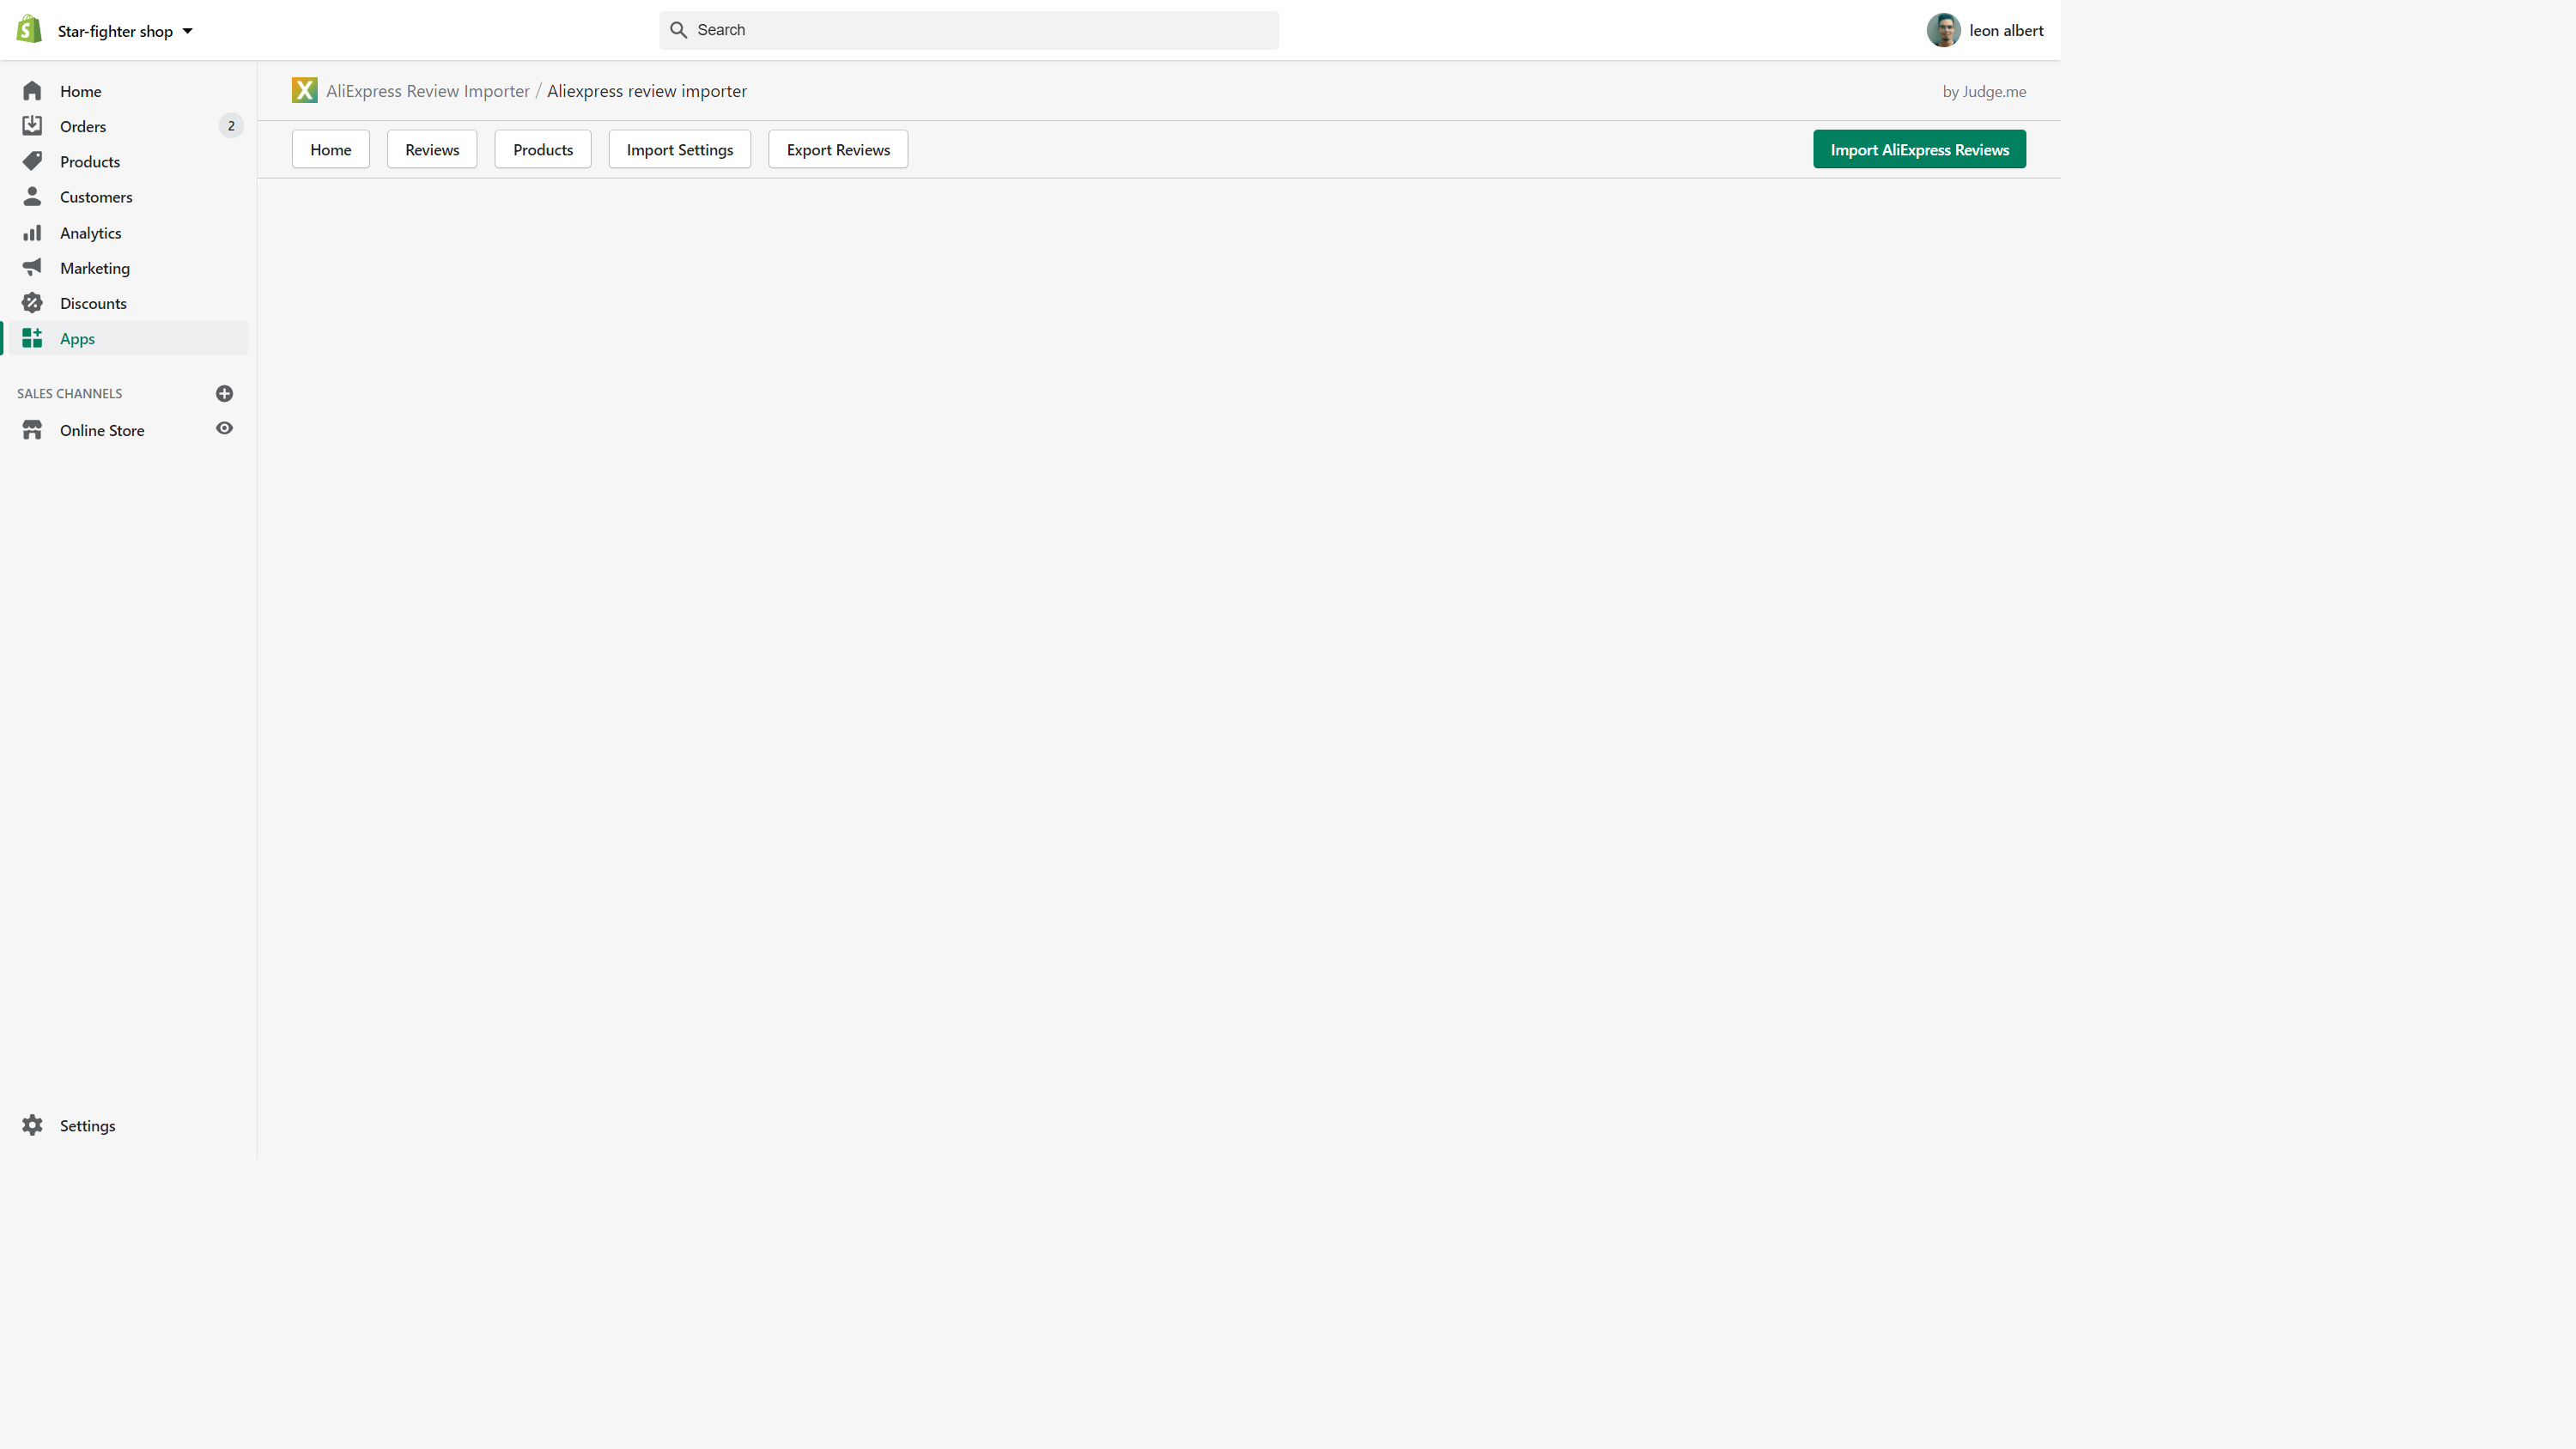 Star-fighter shop
Search
leon albert
Home
Orders
2
Products
Customers
Analytics
Marketing
Discounts
Apps
SALES CHANNELS
Online Store
Settings
AliExpress Review Importer / Aliexpress review importer
by Judge.me
Home
Reviews
Products
Import Settings
Export Reviews
Import AliExpress Reviews